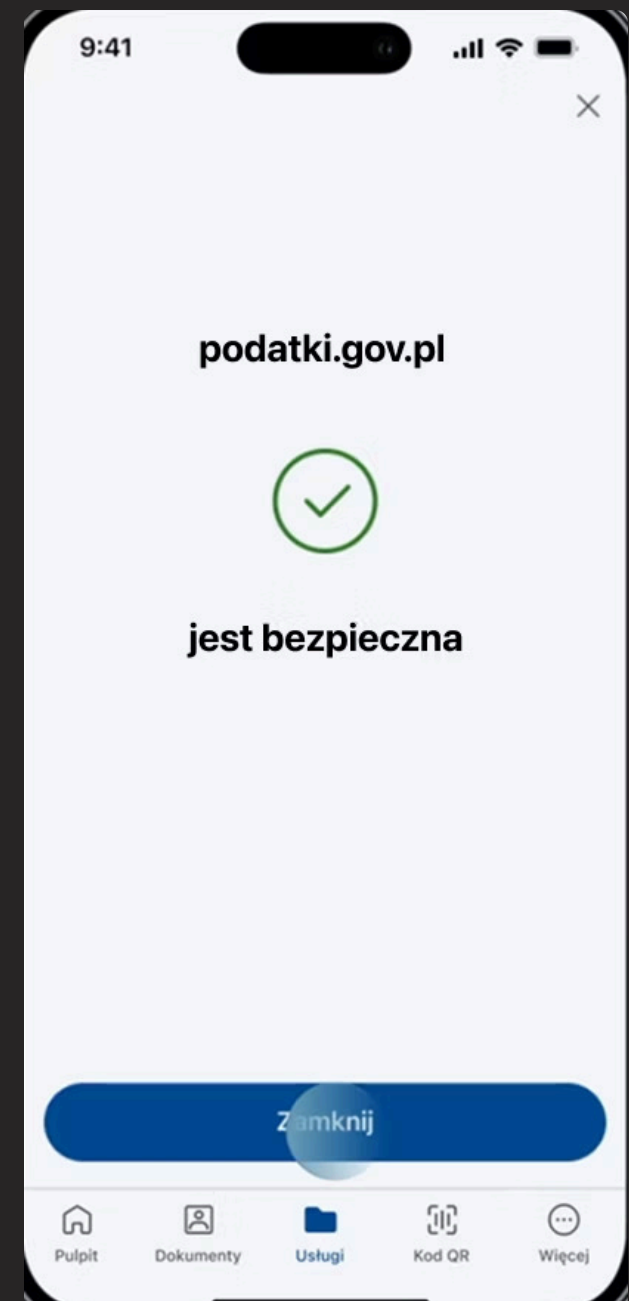 9:41
podatki.gov.pl
jest bezpieczna
Zamknij
Pulpit Dokumenty Usługi Kod QR Więcej